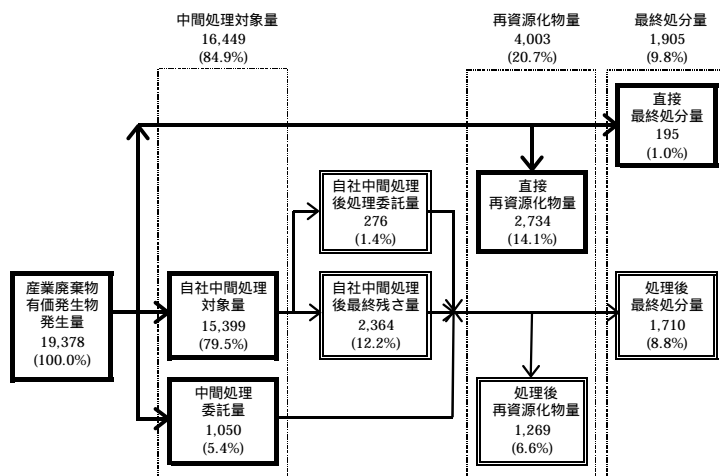 中間処理対象量
16,449
(84.9%)
再資源化物量
4,003
(20.7%)
最終処分量
1,905
(9.8%)
直接
最終処分量
195
(1.0%)
自社中間処理
後処理委託量
276
(1.4%)
直接
再資源化物量
2,734
(14.1%)
産業廃棄物
有価発生物
発生量
19,378
(100.0%)
自社中間処理
対象量
15,399
(79.5%)
自社中間処理
後最終残さ量
2,364
(12.2%)
処理後
最終処分量
1,710
(8.8%)
中間処理
委託量
1,050
(5.4%)
処理後
再資源化物量
1,269
(6.6%)